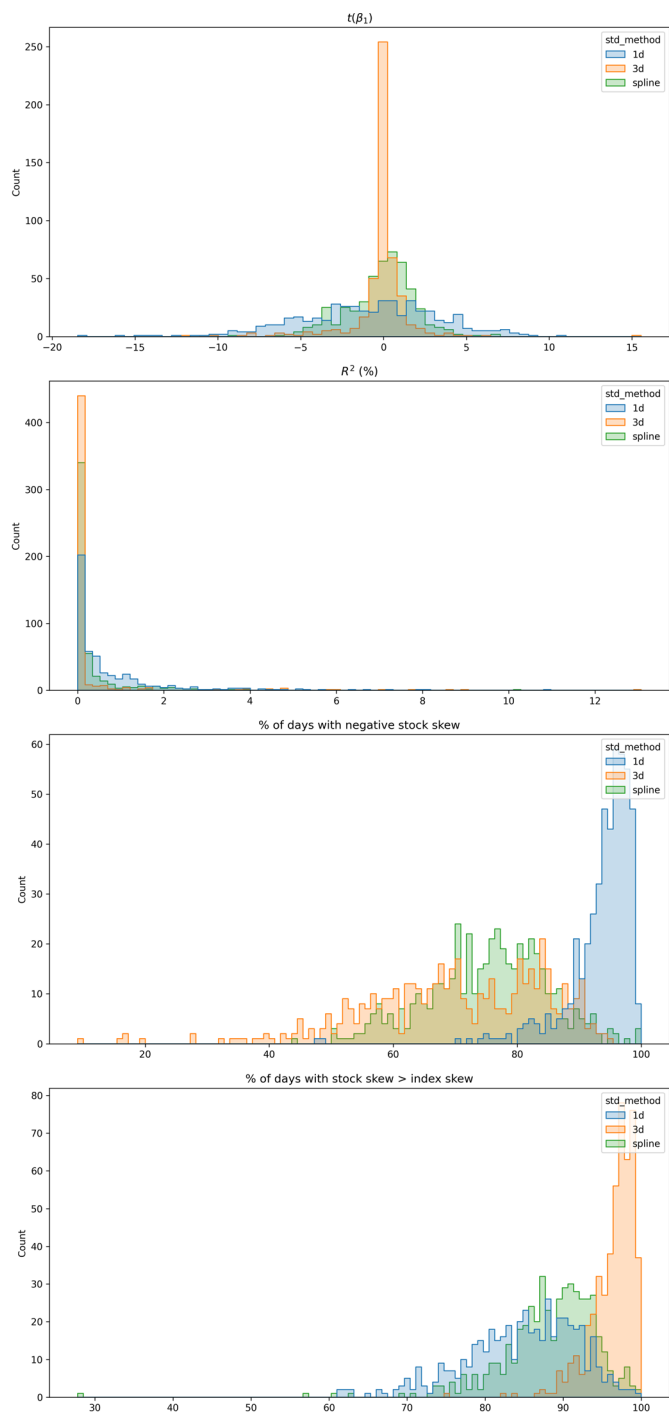 t(β₁)
std_method
1d
3d
spline
Count
250
200
150
100
50
0
−20 −15 −10 −5 0 5 10 15
R² (%)
std_method
1d
3d
spline
Count
400
300
200
100
0
0 2 4 6 8 10 12
% of days with negative stock skew
std_method
1d
3d
spline
Count
60
50
40
30
20
10
0
20 40 60 80 100
% of days with stock skew > index skew
std_method
1d
3d
spline
Count
80
70
60
50
40
30
20
10
0
30 40 50 60 70 80 90 100